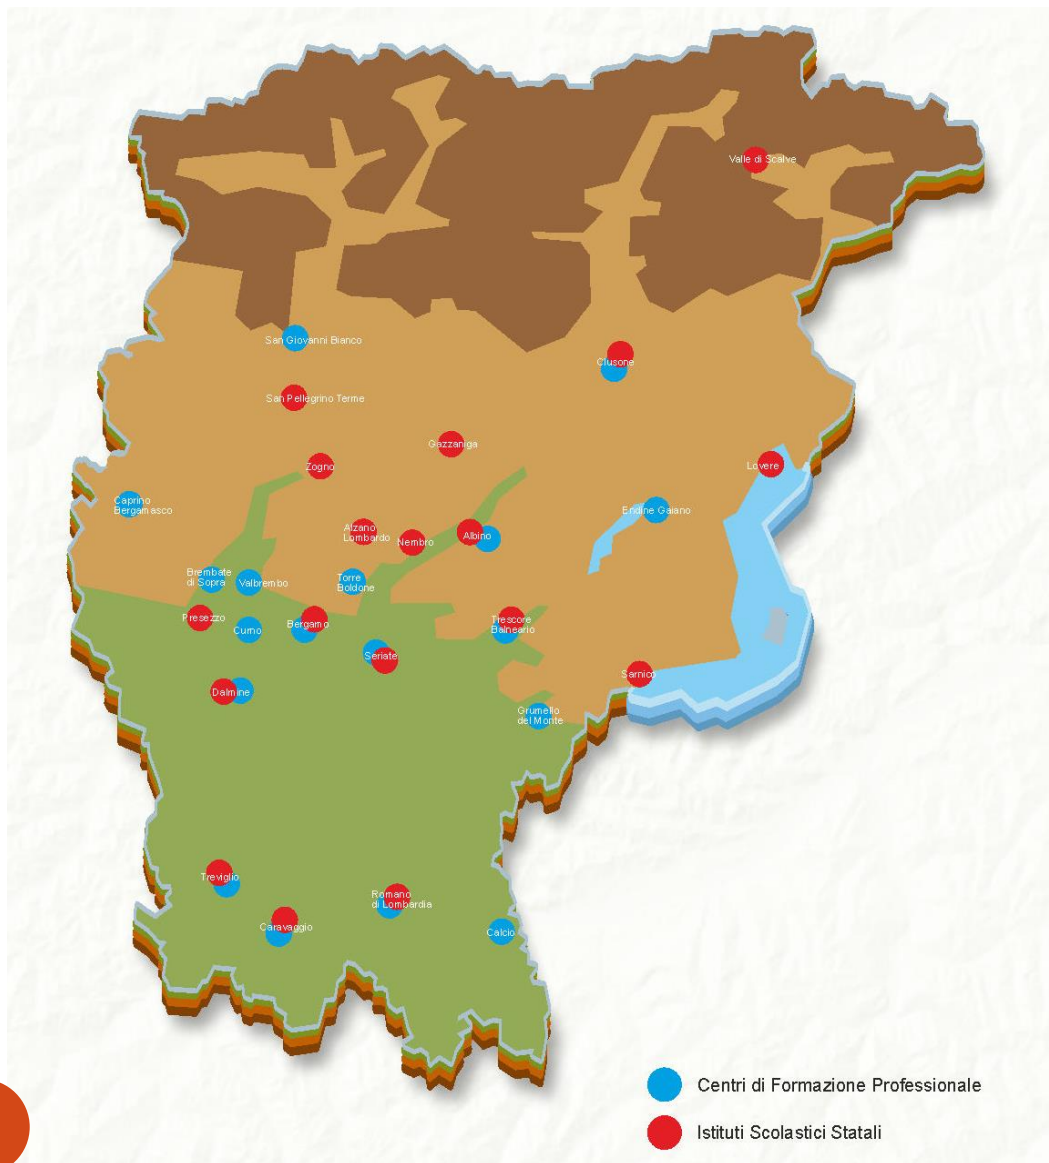 Valle di Scalve
San Giovanni Bianco
Clusone
San Pellegrino Terme
Gazzaniga
Zogno
Lovere
Caprino
Bergamasco
Endine Gaiano
Alzano
Lombardo
Nembro
Albino
Brembate
di Sopra
Valbrembo
Torre
Boldone
Presezzo
Curno
Bergamo
Trescore
Balneario
Seriate
Sarnico
Dalmine
Grumello
del Monte
Treviglio
Romano
di Lombardia
Caravaggio
Calcio
Centri di Formazione Professionale
Istituti Scolastici Statali